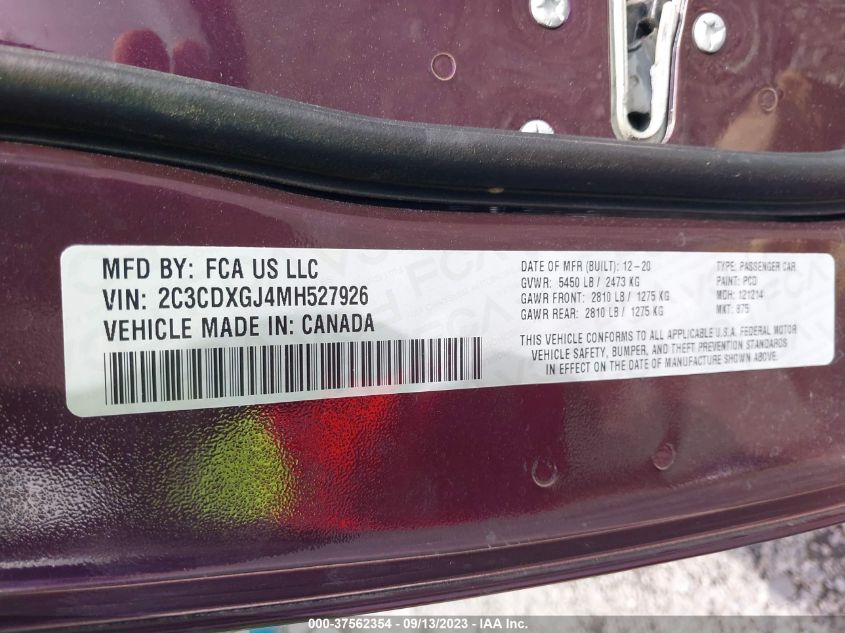 MFD BY: FCA US LLC
VIN: 2C3CDXGJ4MH527926
VEHICLE MADE IN: CANADA
DATE OF MFR (BUILT): 12-20
GVWR: 5450 LB / 2473 KG
GAWR FRONT: 2810 LB / 1275 KG
GAWR REAR: 2810 LB / 1275 KG
TYPE: PASSENGER CAR
PAINT: PCD
MDH: 121214
MKT: 875
THIS VEHICLE CONFORMS TO ALL APPLICABLE U.S.A. FEDERAL MOTOR
VEHICLE SAFETY, BUMPER, AND THEFT PREVENTION STANDARDS
IN EFFECT ON THE DATE OF MANUFACTURE SHOWN ABOVE.
000-37562354 - 09/13/2023 - IAA Inc.